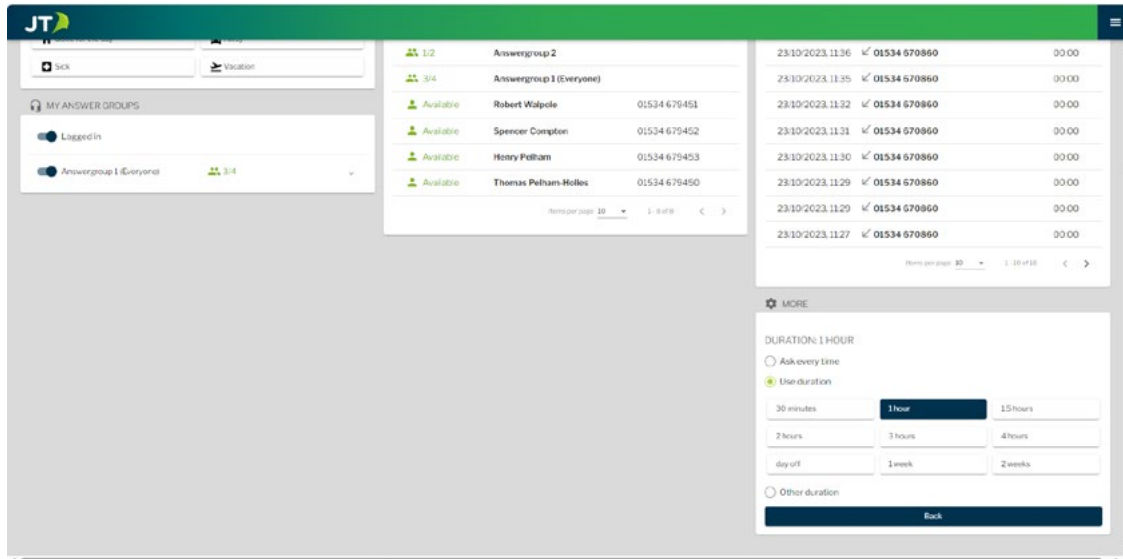 JT
Sick
Vacation
MY ANSWER GROUPS
Logged in
Answergroup 1 (Everyone) 3/4
1/2 Answergroup 2
3/4 Answergroup 1 (Everyone)
Available Robert Walpole 01534 679451
Available Spencer Compton 01534 679452
Available Henry Pelham 01534 679453
Available Thomas Pelham-Holles 01534 679450
Items per page 10 1 - 8 of 8
23/10/2023, 11:36 01534 670860 00:00
23/10/2023, 11:35 01534 670860 00:00
23/10/2023, 11:32 01534 670860 00:00
23/10/2023, 11:31 01534 670860 00:00
23/10/2023, 11:30 01534 670860 00:00
23/10/2023, 11:29 01534 670860 00:00
23/10/2023, 11:29 01534 670860 00:00
23/10/2023, 11:27 01534 670860 00:00
Items per page 10
MORE
DURATION: 1 HOUR
Ask every time
Use duration
30 minutes 1 hour 1.5 hours
2 hours 3 hours 4 hours
day off 1 week 2 weeks
Other duration
Back